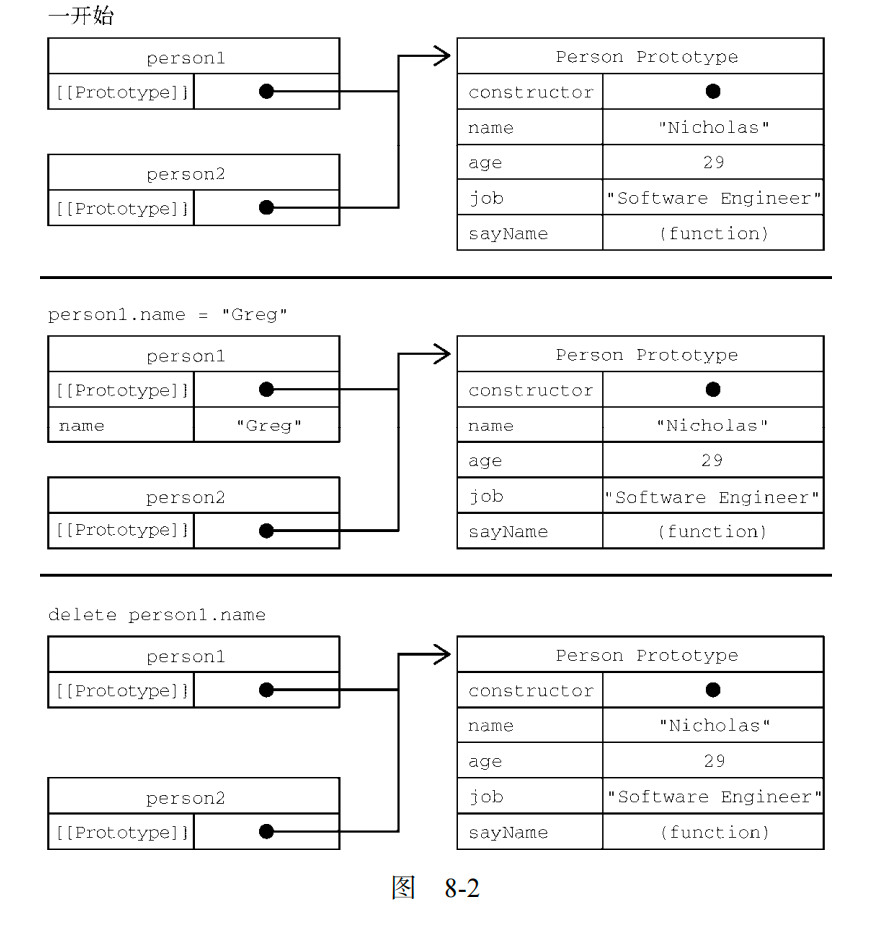 一开始
person1 Person Prototype
[[Prototype]] constructor
name "Nicholas"
person2 age 29
[[Prototype]] job "Software Engineer"
sayName (function)
person1.name = "Greg"
person1 Person Prototype
[[Prototype]] constructor
name "Greg" name "Nicholas"
age 29
person2 job "Software Engineer"
[[Prototype]] sayName (function)
delete person1.name
person1 Person Prototype
[[Prototype]] constructor
name "Nicholas"
age 29
person2 job "Software Engineer"
[[Prototype]] sayName (function)
图 8-2